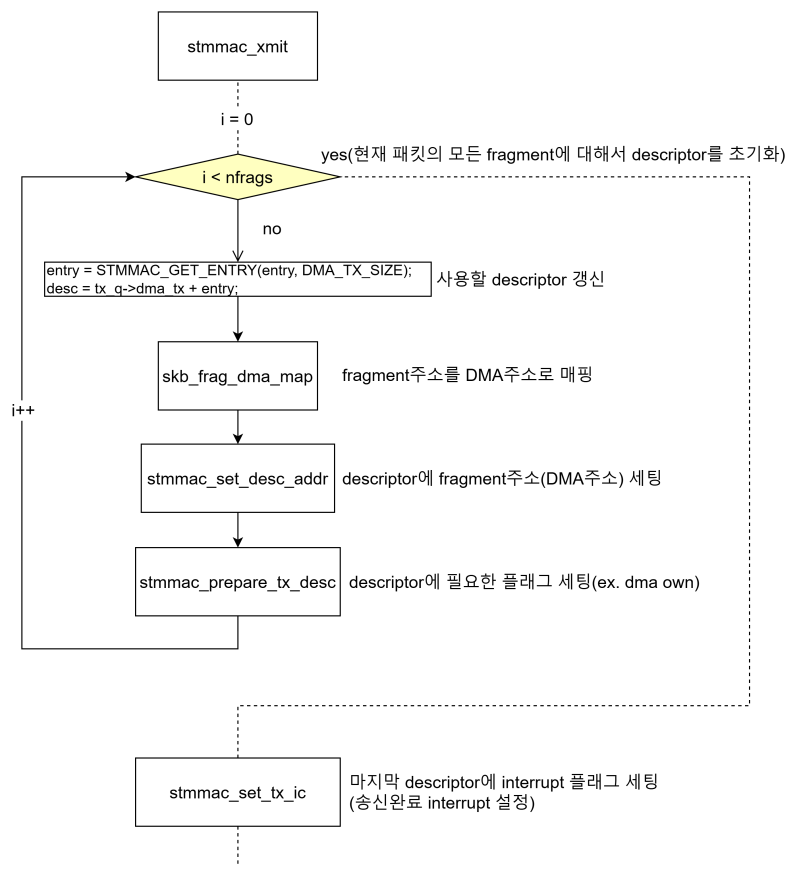 stmmac_xmit
i = 0
yes(현재 패킷의 모든 fragment에 대해서 descriptor를 초기화)
i < nfrags
no
entry = STMMAC_GET_ENTRY(entry, DMA_TX_SIZE);
desc = tx_q->dma_tx + entry;
사용할 descriptor 갱신
skb_frag_dma_map
fragment주소를 DMA주소로 매핑
i++
stmmac_set_desc_addr
descriptor에 fragment주소(DMA주소) 세팅
stmmac_prepare_tx_desc
descriptor에 필요한 플래그 세팅(ex. dma own)
stmmac_set_tx_ic
마지막 descriptor에 interrupt 플래그 세팅
(송신완료 interrupt 설정)